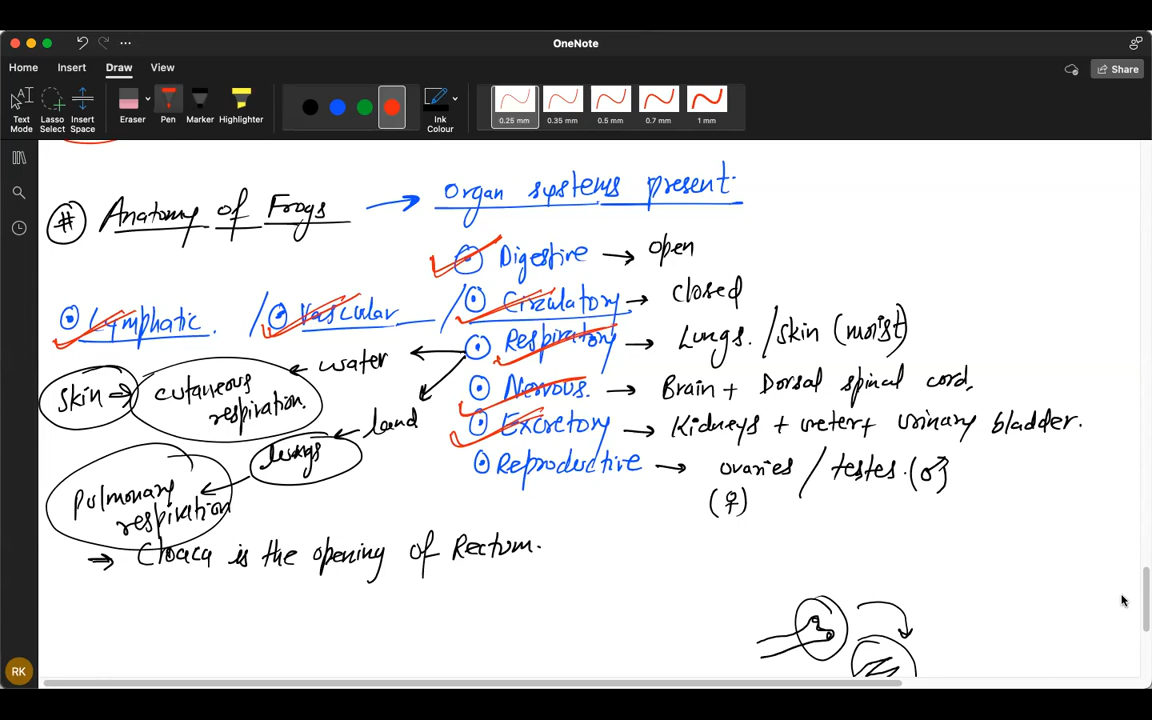 OneNote
Home Insert Draw View
Share
Text Mode
Lasso Select
Insert Space
Eraser
Pen
Marker
Highlighter
Ink Colour
0.25 mm
0.35 mm
0.5 mm
0.7 mm
1 mm
# Anatomy of Frogs → Organ systems present.
Digestive → open
Lymphatic. / Vascular / Circulatory → closed
Respiratory → Lungs. / skin (moist)
water
skin ⇒ cutaneous respiration.
Nervous. → Brain + Dorsal spinal cord.
land
Excretory → Kidneys + ureter + urinary bladder.
lungs
Reproductive → ovaries / testes. (♂)
(♀)
Pulmonary respiration
⇒ Cloaca is the opening of Rectum.
RK